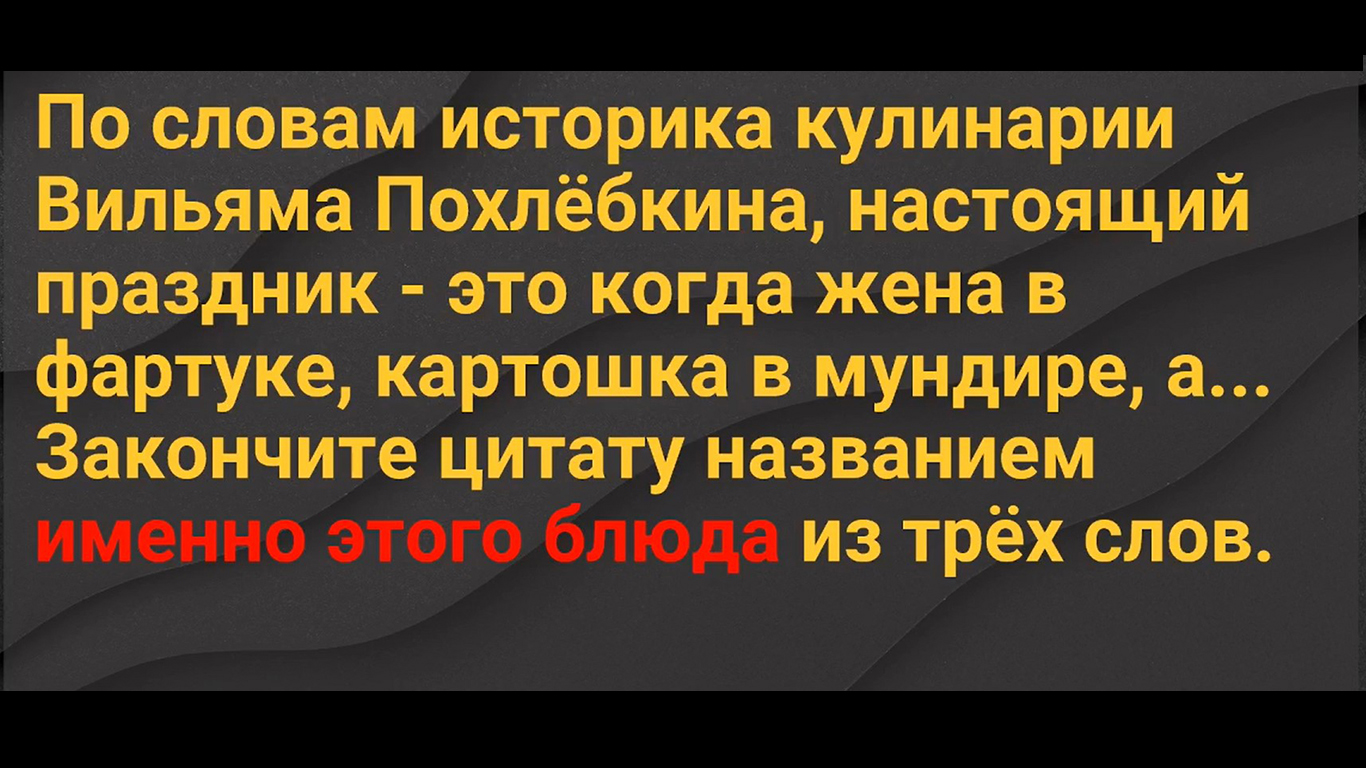 По словам историка кулинарии
Вильяма Похлёбкина, настоящий
праздник - это когда жена в
фартуке, картошка в мундире, а...
Закончите цитату названием
именно этого блюда из трёх слов.